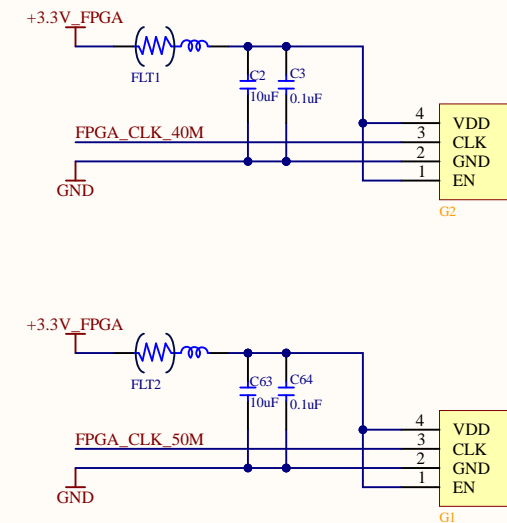 +3.3V_FPGA
FLT1
C2
C3
10uF
0.1uF
FPGA_CLK_40M
GND
4
VDD
3
CLK
2
GND
1
EN
G2
+3.3V_FPGA
FLT2
C63
C64
10uF
0.1uF
FPGA_CLK_50M
GND
4
VDD
3
CLK
2
GND
1
EN
G1